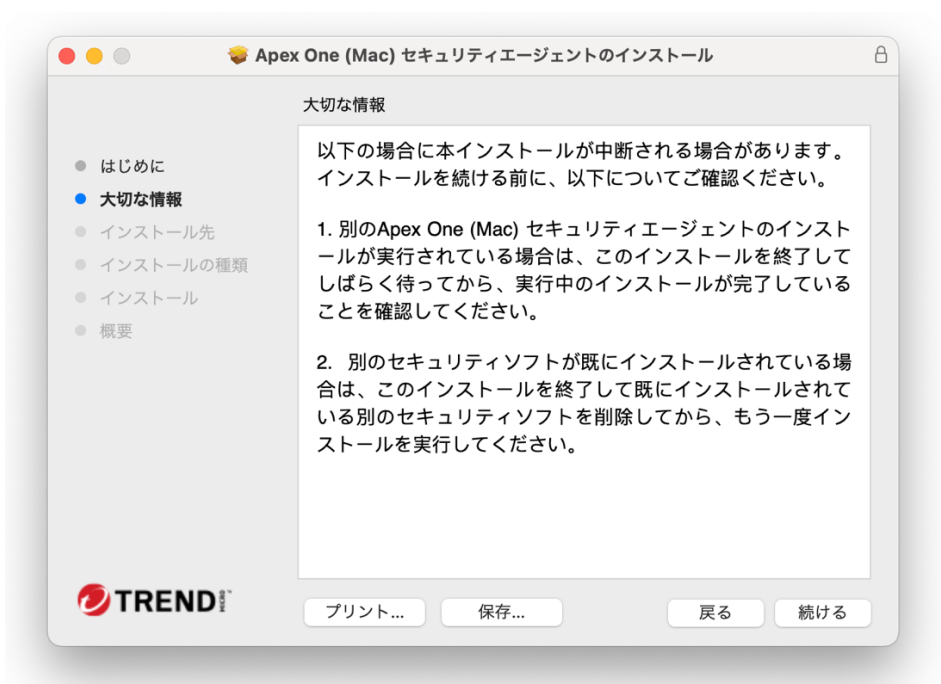 Apex One (Mac) セキュリティエージェントのインストール
大切な情報
はじめに
大切な情報
インストール先
インストールの種類
インストール
概要
以下の場合に本インストールが中断される場合があります。
インストールを続ける前に、以下についてご確認ください。
1. 別のApex One (Mac) セキュリティエージェントのインスト
ールが実行されている場合は、このインストールを終了して
しばらく待ってから、実行中のインストールが完了している
ことを確認してください。
2. 別のセキュリティソフトが既にインストールされている場
合は、このインストールを終了して既にインストールされて
いる別のセキュリティソフトを削除してから、もう一度イン
ストールを実行してください。
TREND MICRO
プリント...
保存...
戻る
続ける